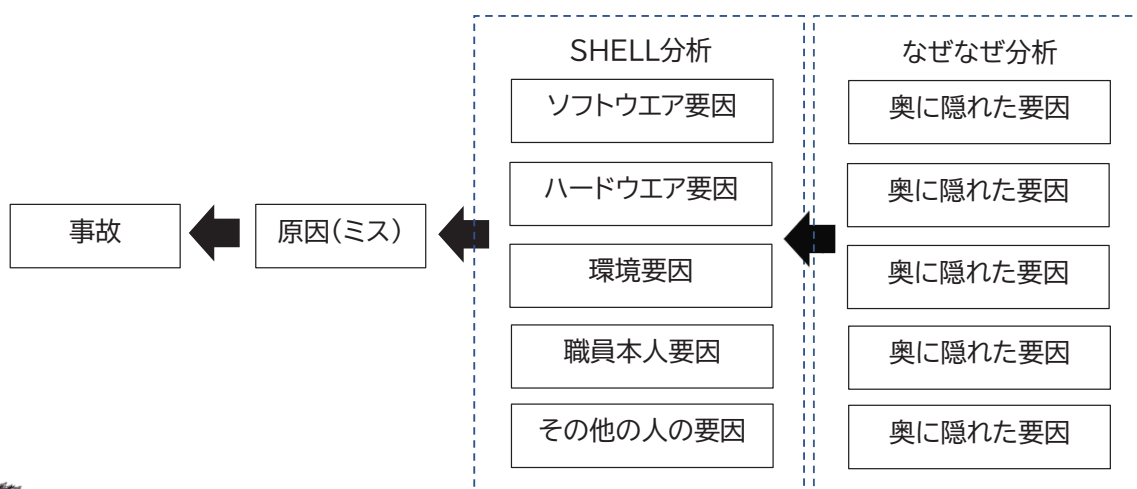 SHELL分析
ソフトウエア要因
ハードウエア要因
環境要因
職員本人要因
その他の人の要因
なぜなぜ分析
奥に隠れた要因
奥に隠れた要因
奥に隠れた要因
奥に隠れた要因
奥に隠れた要因
事故
原因(ミス)